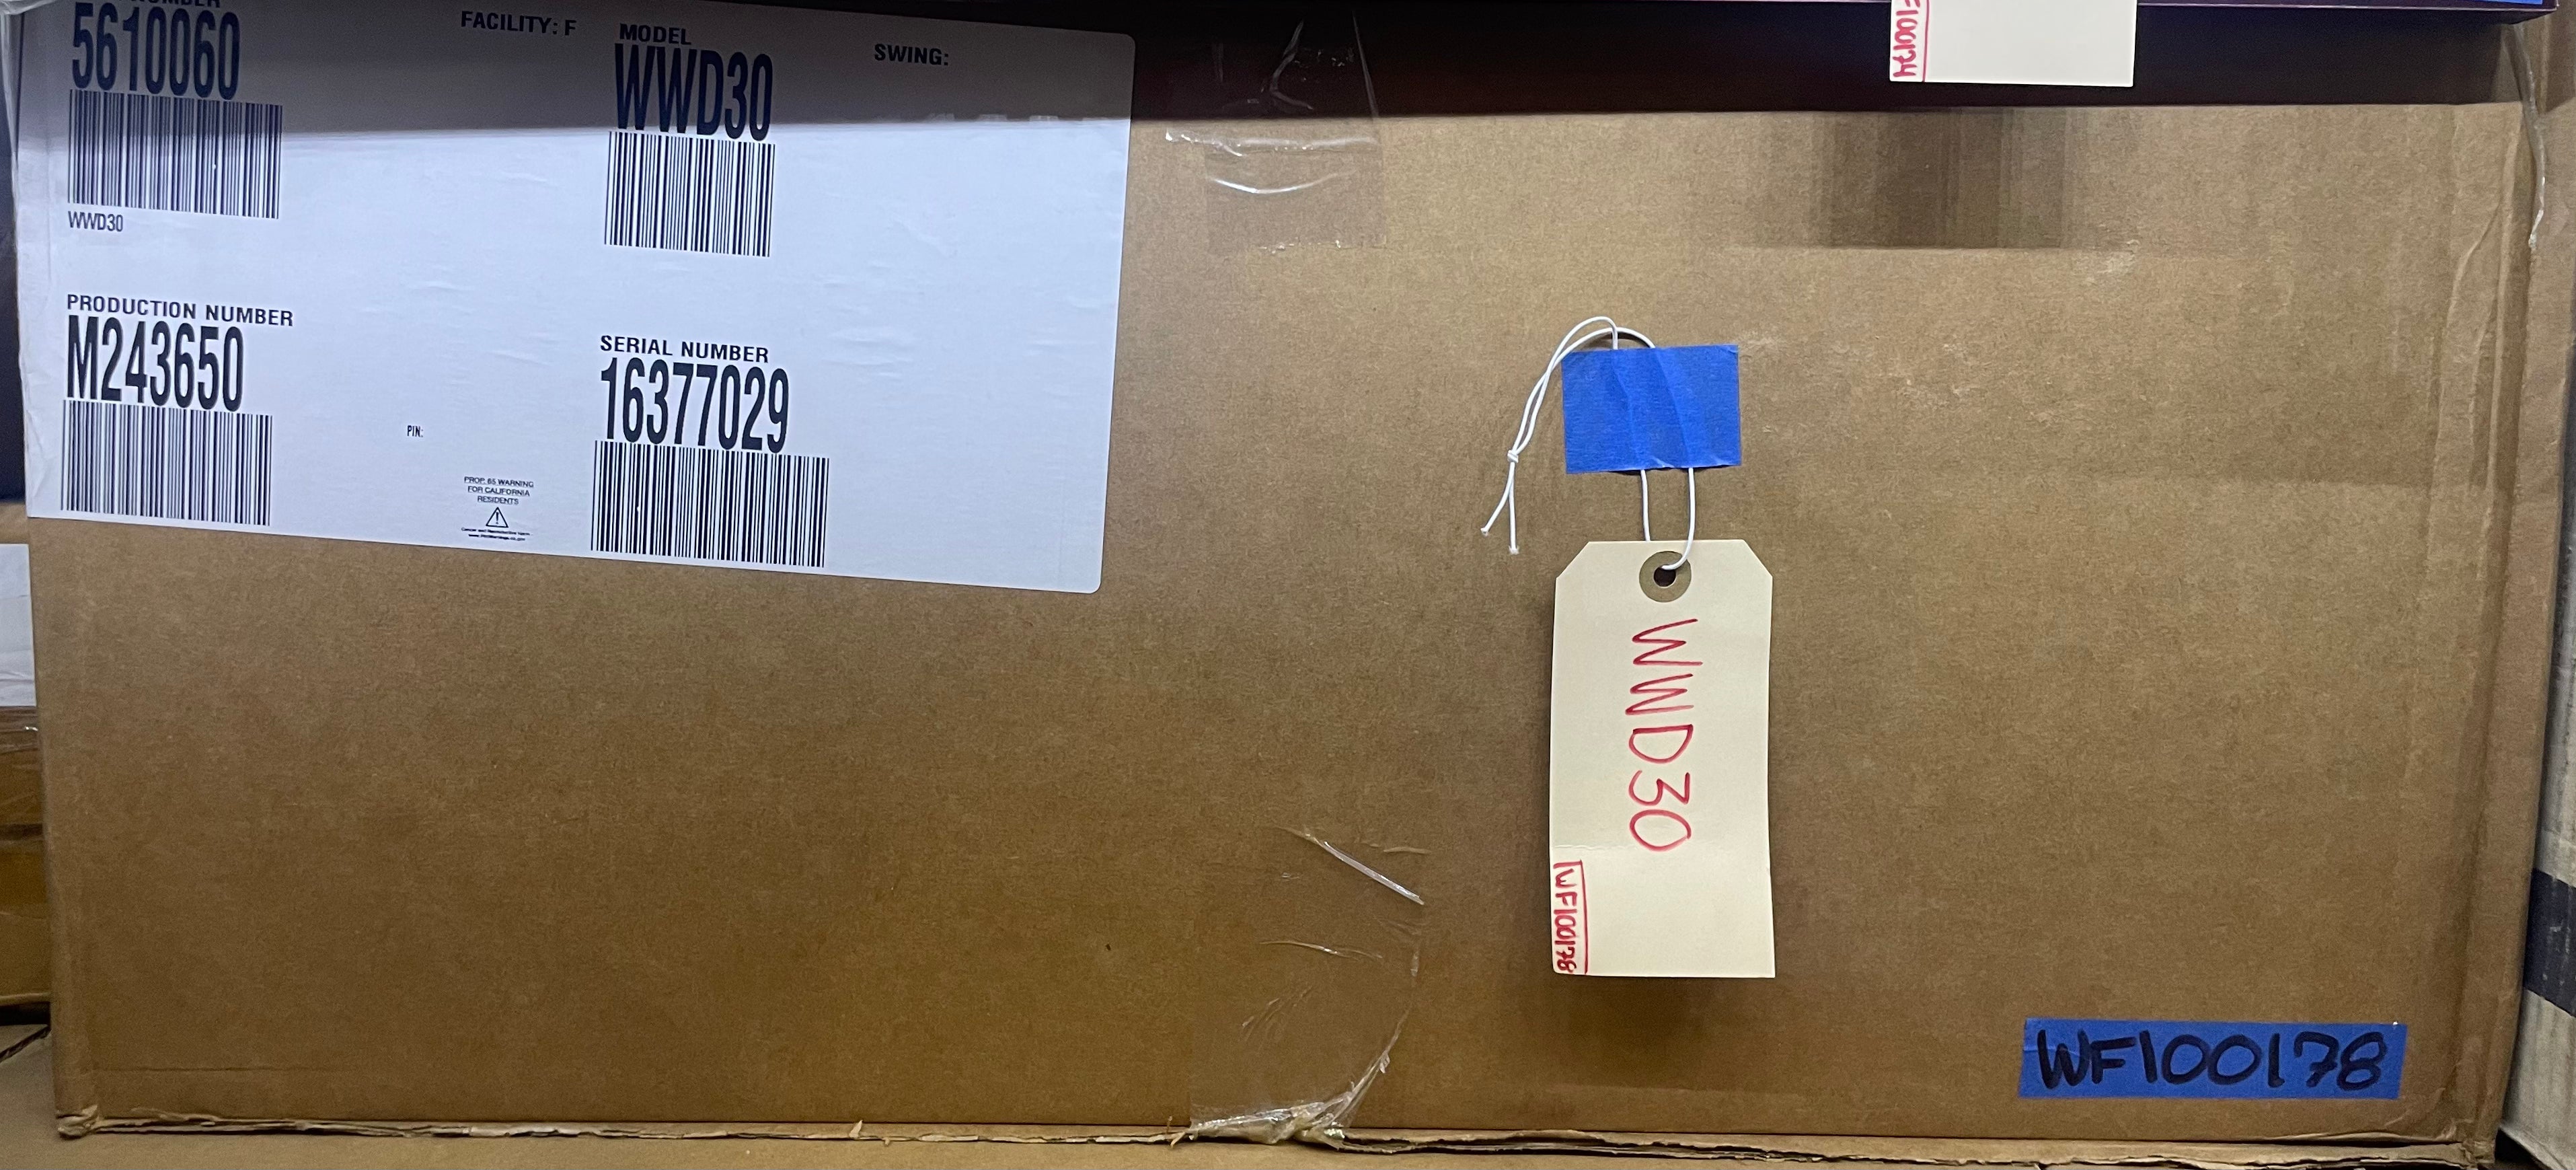 5610060
FACILITY: F
MODEL
WWD30
SWING:
WWD30
PRODUCTION NUMBER
M243650
SERIAL NUMBER
16377029
PIN:
PROP 65 WARNING
FOR CALIFORNIA
RESIDENTS
WWD30
WF100178
WF100178